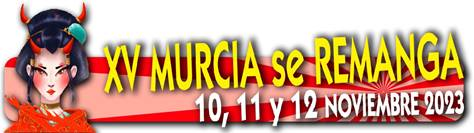 XV MURCIA se REMANGA
10, 11 y 12 NOVIEMBRE 2023